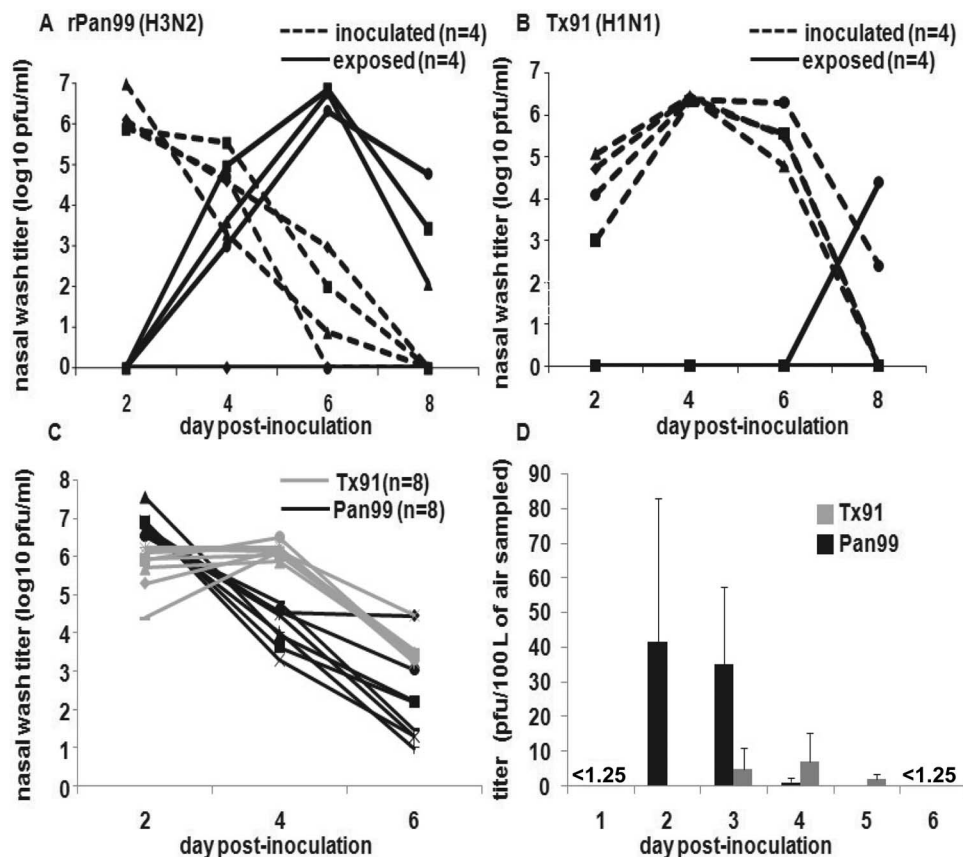 A rPan99 (H3N2)
inoculated (n=4)
exposed (n=4)
nasal wash titer (log10 pfu/ml)
7
6
5
4
3
2
1
0
2 4 6 8
day post-inoculation
B Tx91 (H1N1)
inoculated (n=4)
exposed (n=4)
nasal wash titer (log10 pfu/ml)
7
6
5
4
3
2
1
0
2 4 6 8
day post-inoculation
C
Tx91 (n=8)
Pan99 (n=8)
nasal wash titer (log10 pfu/ml)
8
7
6
5
4
3
2
1
0
2 4 6
day post-inoculation
D
Tx91
Pan99
titer (pfu/100 L of air sampled)
90
80
70
60
50
40
30
20
10
0
<1.25 <1.25
1 2 3 4 5 6
day post-inoculation